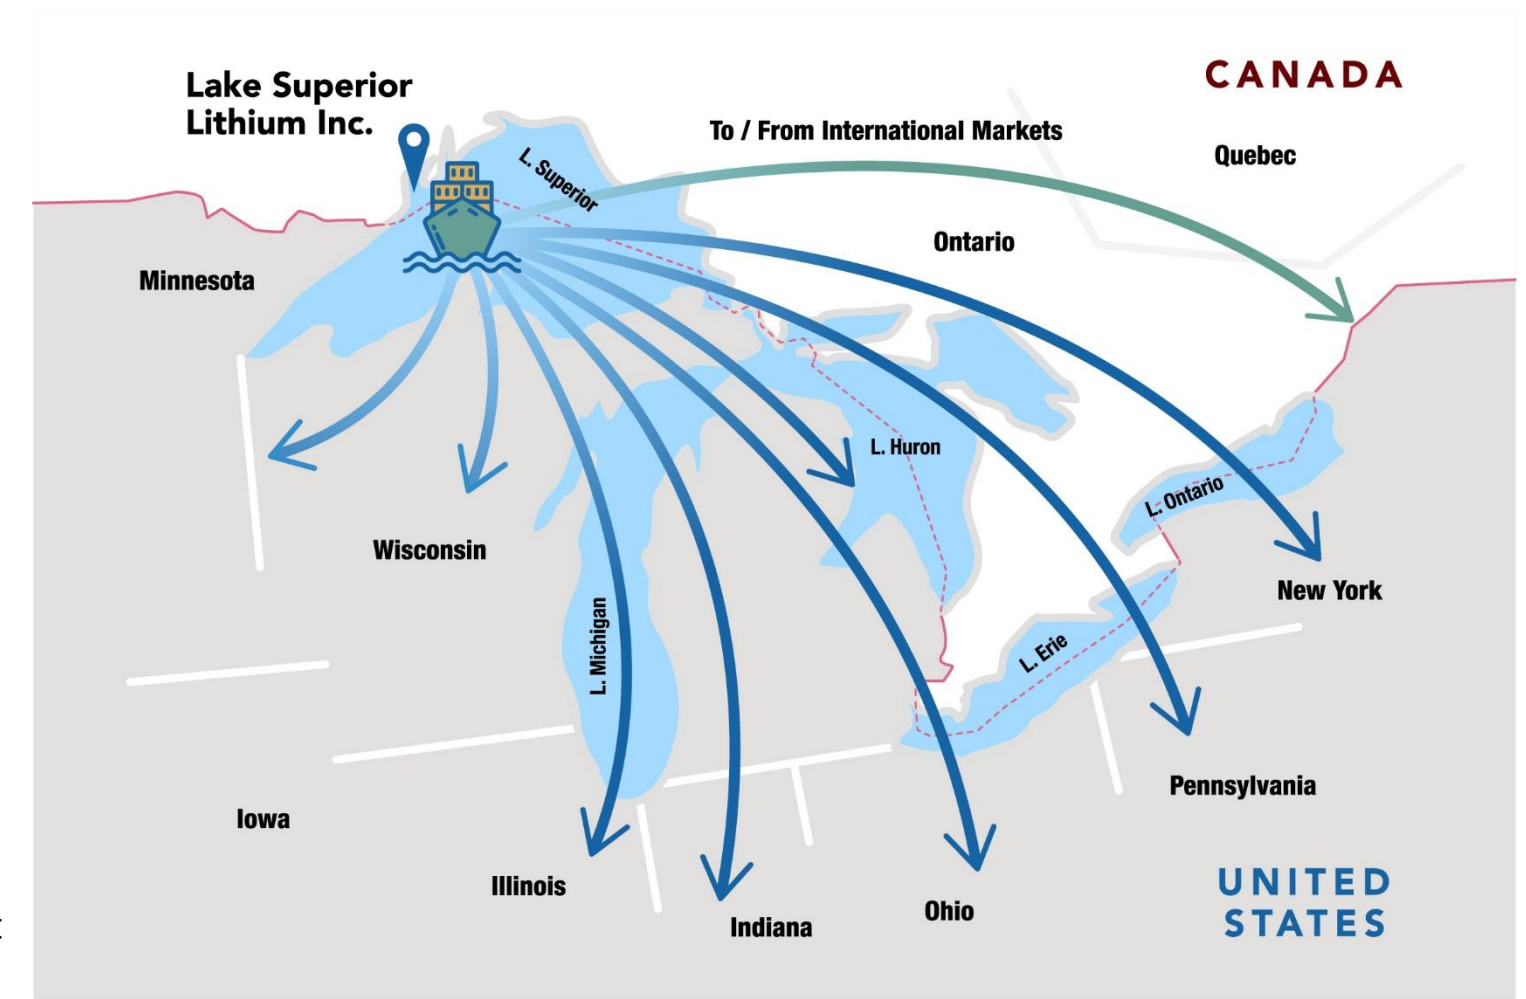 Lake Superior
Lithium Inc.
CANADA
To / From International Markets
Quebec
L. Superior
Ontario
Minnesota
L. Huron
L. Ontario
Wisconsin
New York
L. Michigan
L. Erie
Pennsylvania
Iowa
Illinois
Indiana
Ohio
UNITED
STATES